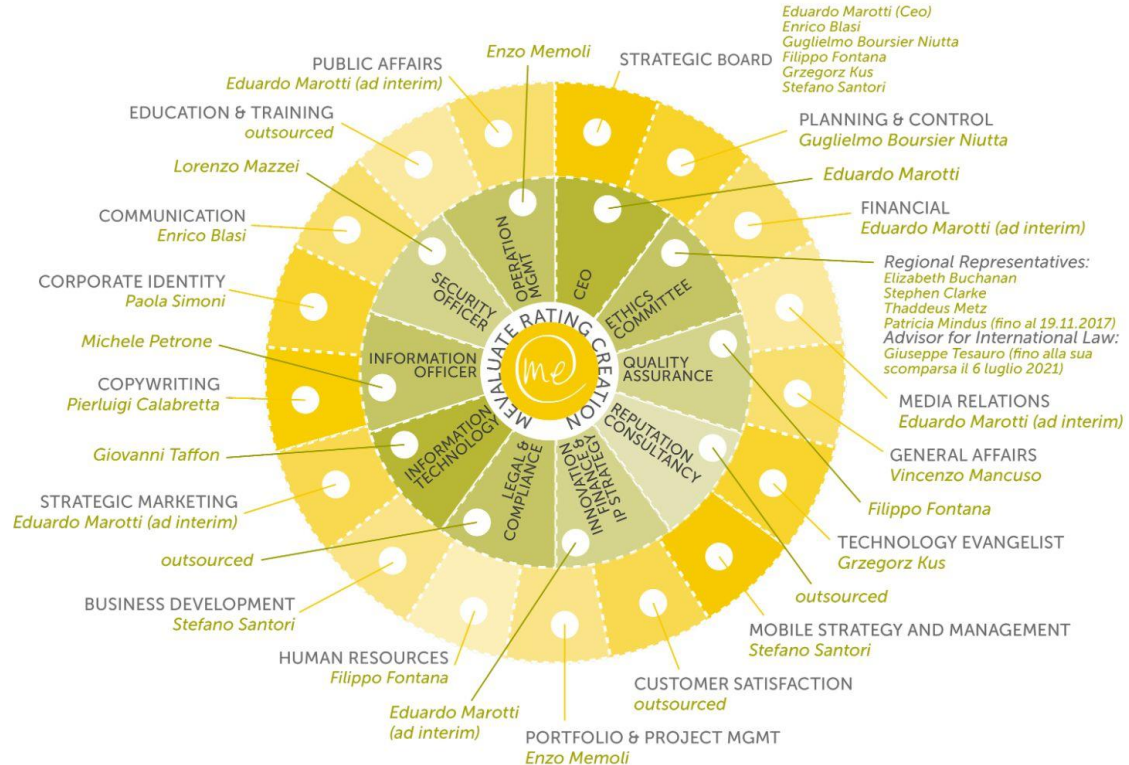 Eduardo Marotti (Ceo)
Enrico Blasi
Guglielmo Boursier Niutta
Filippo Fontana
Grzegorz Kus
Stefano Santori
STRATEGIC BOARD
Enzo Memoli
PUBLIC AFFAIRS
Eduardo Marotti (ad interim)
EDUCATION & TRAINING
outsourced
PLANNING & CONTROL
Guglielmo Boursier Niutta
Lorenzo Mazzei
Eduardo Marotti
COMMUNICATION
Enrico Blasi
FINANCIAL
Eduardo Marotti (ad interim)
CORPORATE IDENTITY
Paola Simoni
Regional Representatives:
Elizabeth Buchanan
Stephen Clarke
Thaddeus Metz
Patricia Mindus (fino al 19.11.2017)
Advisor for International Law:
Giuseppe Tesauro (fino alla sua
scomparsa il 6 luglio 2021)
Michele Petrone
COPYWRITING
Pierluigi Calabretta
MEDIA RELATIONS
Eduardo Marotti (ad interim)
Giovanni Taffon
GENERAL AFFAIRS
Vincenzo Mancuso
STRATEGIC MARKETING
Eduardo Marotti (ad interim)
Filippo Fontana
outsourced
TECHNOLOGY EVANGELIST
Grzegorz Kus
outsourced
BUSINESS DEVELOPMENT
Stefano Santori
MOBILE STRATEGY AND MANAGEMENT
Stefano Santori
HUMAN RESOURCES
Filippo Fontana
CUSTOMER SATISFACTION
outsourced
Eduardo Marotti
(ad interim)
PORTFOLIO & PROJECT MGMT
Enzo Memoli
OPERATION
MGMT
CEO
SECURITY
OFFICER
ETHICS
COMMITTEE
INFORMATION
OFFICER
QUALITY
ASSURANCE
INFORMATION
TECHNOLOGY
REPUTATION
CONSULTANCY
LEGAL &
COMPLIANCE
INNOVATION
FINANCE &
IP STRATEGY
MEVALUATE RATING CREATION
me